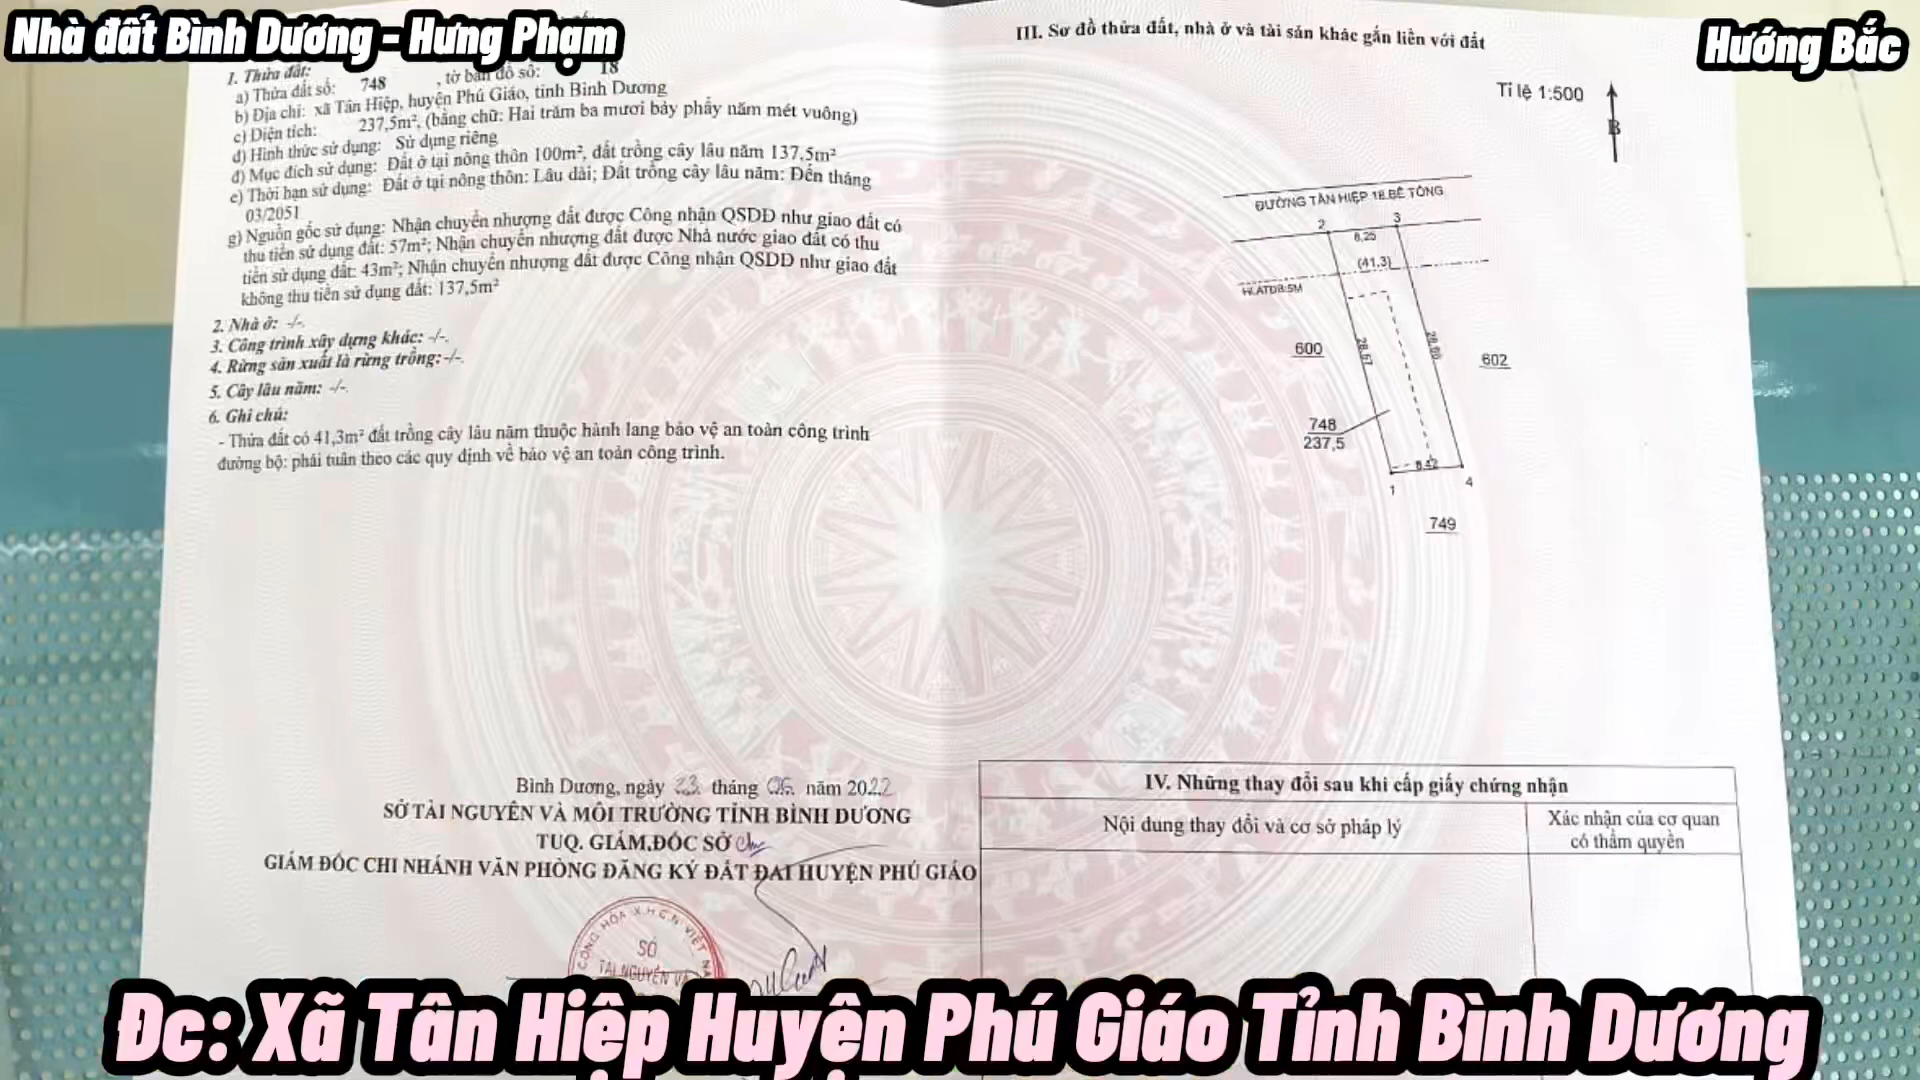 Nhà đất Bình Dương - Hưng Phạm
Hướng Bắc
1. Thửa đất:
a) Thửa đất số: 748 , tờ bản đồ số: 18
b) Địa chỉ: xã Tân Hiệp, huyện Phú Giáo, tỉnh Bình Dương
c) Diện tích: 237,5m², (bằng chữ: Hai trăm ba mươi bảy phẩy năm mét vuông)
d) Hình thức sử dụng: Sử dụng riêng
đ) Mục đích sử dụng: Đất ở tại nông thôn 100m², đất trồng cây lâu năm 137,5m²
e) Thời hạn sử dụng: Đất ở tại nông thôn: Lâu dài; Đất trồng cây lâu năm: Đến tháng
03/2051
g) Nguồn gốc sử dụng: Nhận chuyển nhượng đất được Công nhận QSDĐ như giao đất có
thu tiền sử dụng đất: 57m²; Nhận chuyển nhượng đất được Nhà nước giao đất có thu
tiền sử dụng đất: 43m²; Nhận chuyển nhượng đất được Công nhận QSDĐ như giao đất
không thu tiền sử dụng đất: 137,5m²
2. Nhà ở: -/-.
3. Công trình xây dựng khác: -/-.
4. Rừng sản xuất là rừng trồng: -/-.
5. Cây lâu năm: -/-.
6. Ghi chú:
- Thửa đất có 41,3m² đất trồng cây lâu năm thuộc hành lang bảo vệ an toàn công trình
đường bộ: phải tuân theo các quy định về bảo vệ an toàn công trình.
Bình Dương, ngày 23 tháng 06 năm 2022
SỞ TÀI NGUYÊN VÀ MÔI TRƯỜNG TỈNH BÌNH DƯƠNG
TUQ. GIÁM ĐỐC SỞ
GIÁM ĐỐC CHI NHÁNH VĂN PHÒNG ĐĂNG KÝ ĐẤT ĐAI HUYỆN PHÚ GIÁO
CỘNG HÒA X.H.C.N VIỆT NA
SỞ
TÀI NGUYÊN VÀ
III. Sơ đồ thửa đất, nhà ở và tài sản khác gắn liền với đất
Tỉ lệ 1:500
B
ĐƯỜNG TÂN HIỆP 18 BÊ TÔNG
2
3
8,25
(41,3)
HLATĐB:5M
28,67
600
602
748
237,5
8,42
1
4
749
IV. Những thay đổi sau khi cấp giấy chứng nhận
Nội dung thay đổi và cơ sở pháp lý
Xác nhận của cơ quan
có thẩm quyền
Đc: Xã Tân Hiệp Huyện Phú Giáo Tỉnh Bình Dương